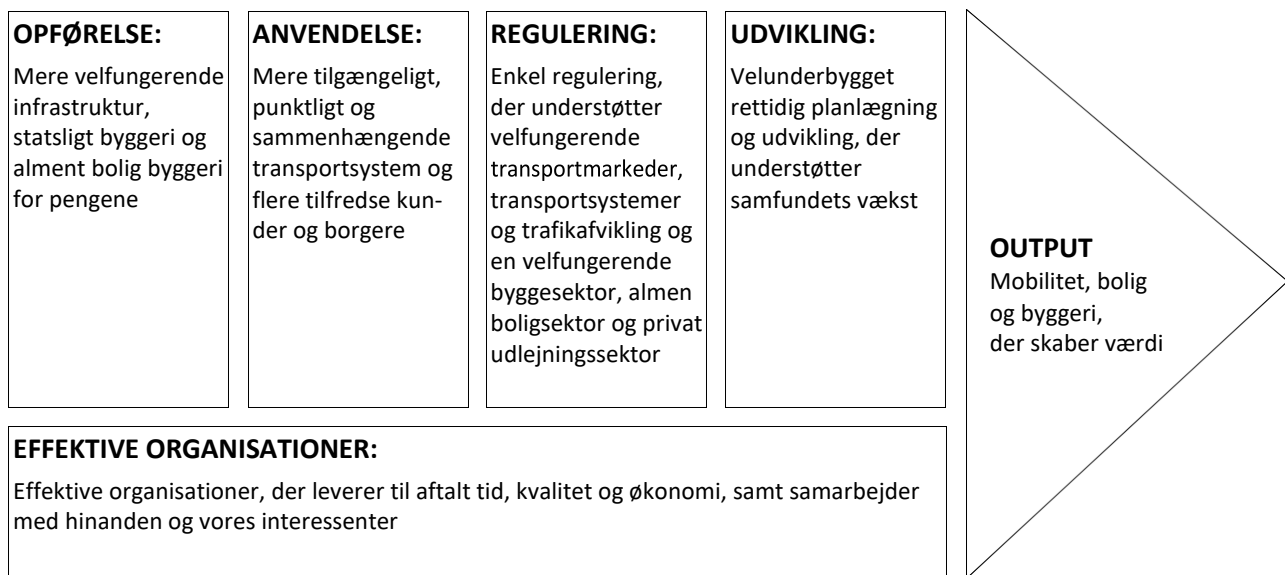 OPFØRELSE:
Mere velfungerende
infrastruktur,
statsligt byggeri og
alment bolig byggeri
for pengene
ANVENDELSE:
Mere tilgængeligt,
punktligt og
sammenhængende
transportsystem og
flere tilfredse kun-
der og borgere
REGULERING:
Enkel regulering,
der understøtter
velfungerende
transportmarkeder,
transportsystemer
og trafikafvikling og
en velfungerende
byggesektor, almen
boligsektor og privat
udlejningssektor
UDVIKLING:
Velunderbygget
rettidig planlægning
og udvikling, der
understøtter
samfundets vækst
OUTPUT
Mobilitet, bolig
og byggeri,
der skaber værdi
EFFEKTIVE ORGANISATIONER:
Effektive organisationer, der leverer til aftalt tid, kvalitet og økonomi, samt samarbejder
med hinanden og vores interessenter